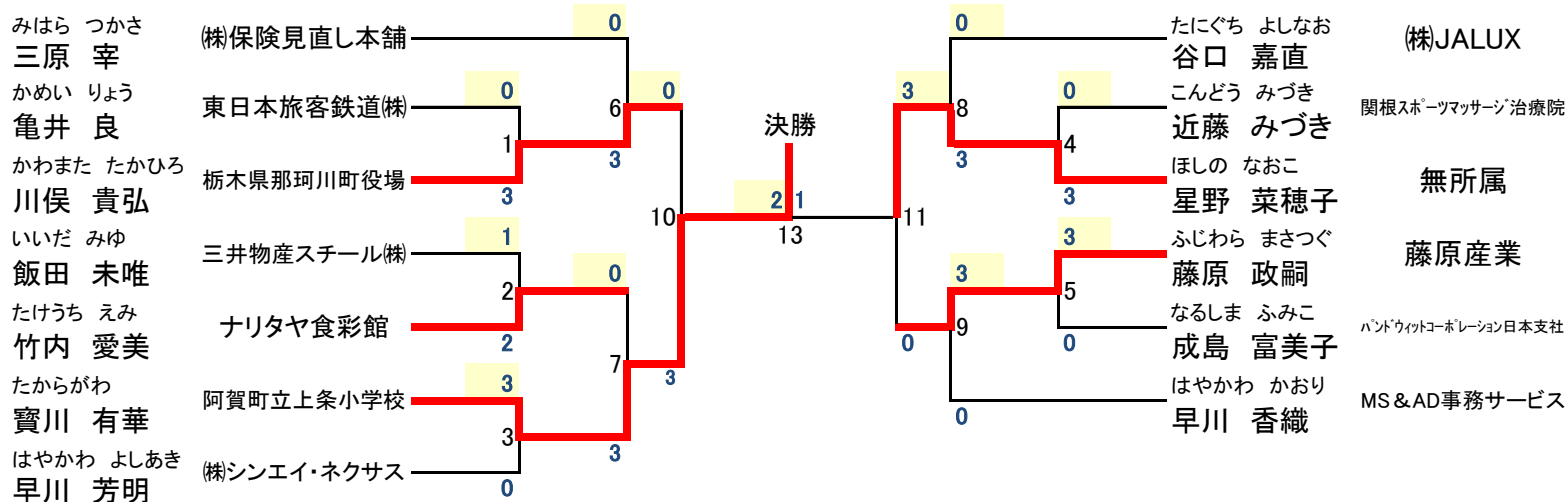 みはら つかさ
三原 宰
㈱保険見直し本舗
0
かめい りょう
亀井 良
東日本旅客鉄道㈱
0
6
0
1
かわまた たかひろ
川俣 貴弘
栃木県那珂川町役場
3
3
いいだ みゆ
飯田 未唯
三井物産スチール㈱
1
10
2
0
たけうち えみ
竹内 愛美
ナリタヤ食彩館
2
7
3
たからがわ
寳川 有華
阿賀町立上条小学校
3
3
3
はやかわ よしあき
早川 芳明
㈱シンエイ・ネクサス
0
決勝
2 1
13
0
たにぐち よしなお
谷口 嘉直
㈱JALUX
3
8
0
こんどう みづき
近藤 みづき
関根スポーツマッサージ治療院
4
3
3
ほしの なおこ
星野 菜穂子
無所属
11
3
ふじわら まさつぐ
藤原 政嗣
藤原産業
3
5
9
0
0
なるしま ふみこ
成島 富美子
パンドウィットコーポレーション日本支社
0
はやかわ かおり
早川 香織
MS&AD事務サービス